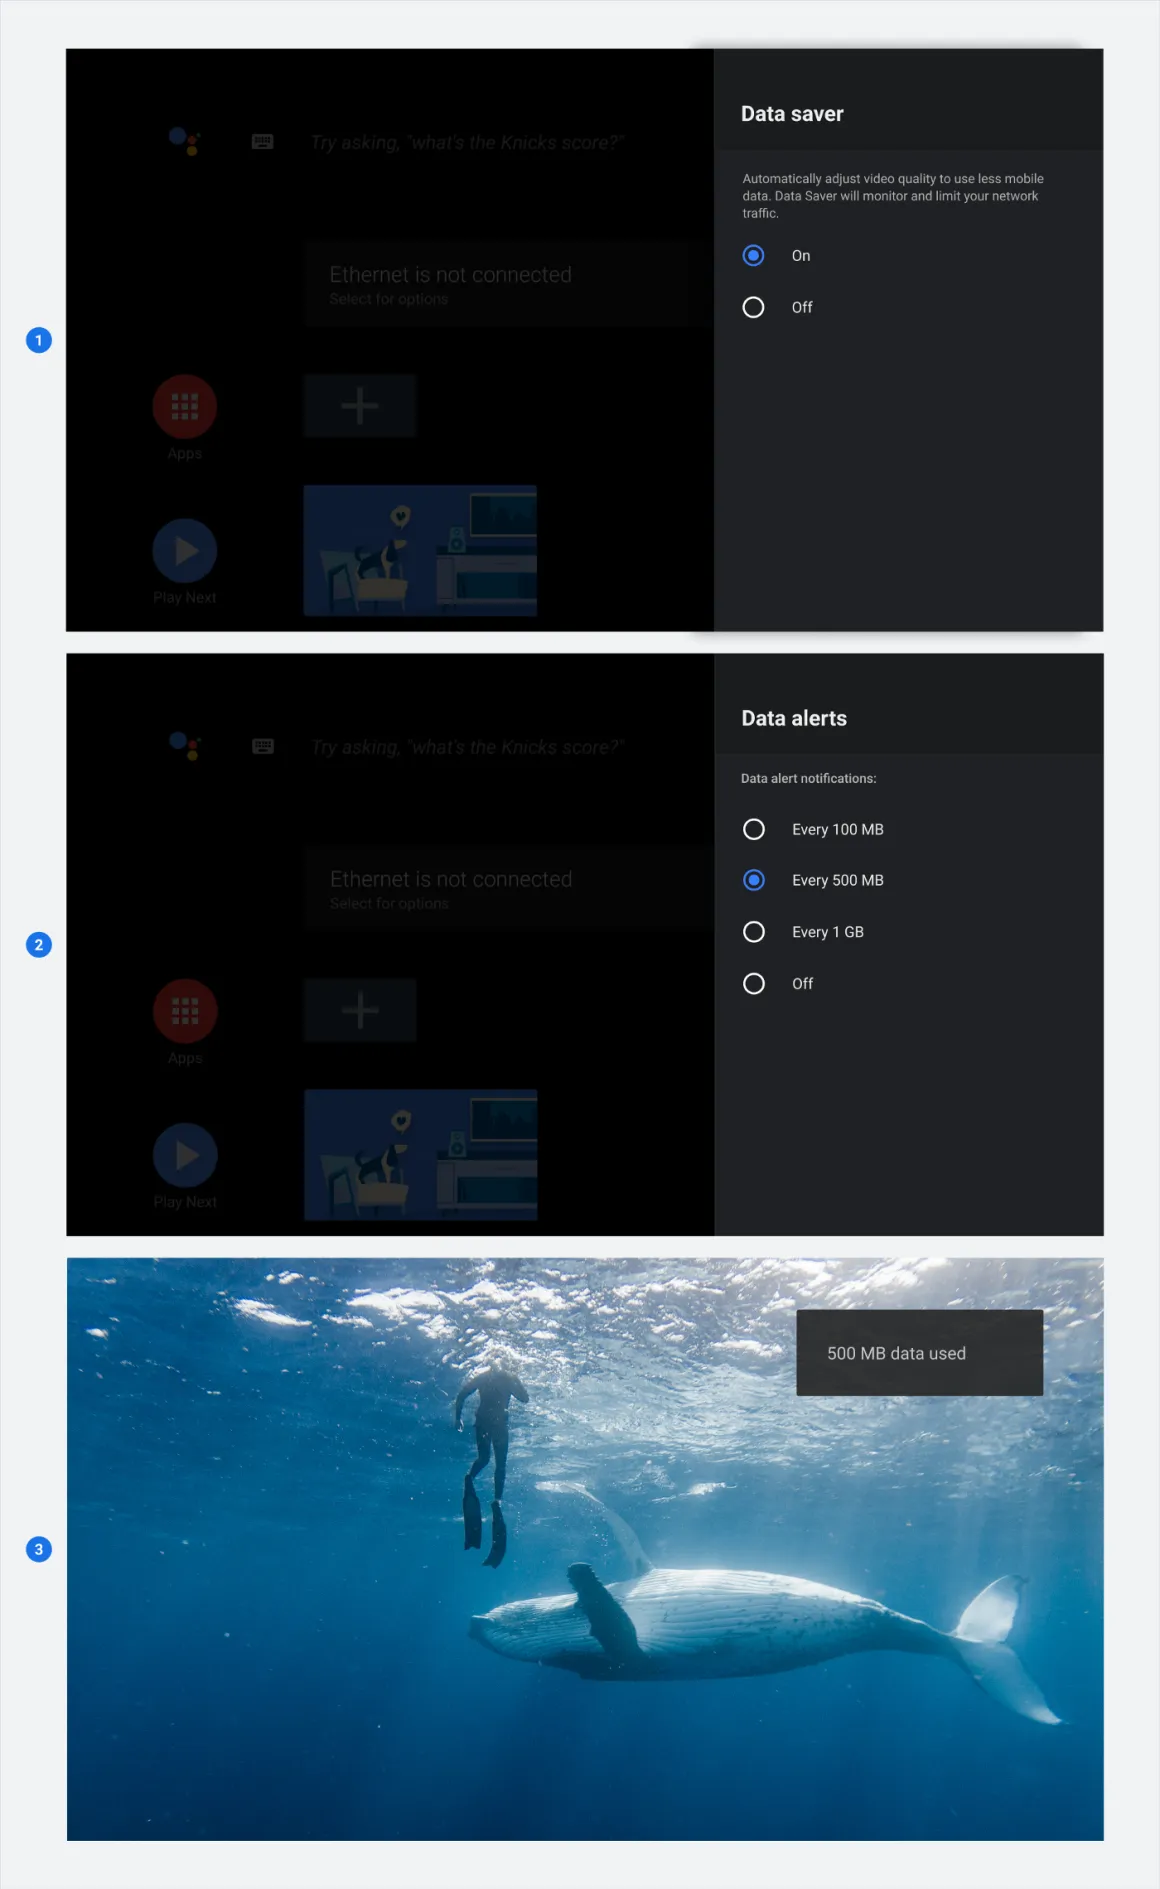 1
Try asking, "what's the Knicks score?"
Ethernet is not connected
Select for options
Apps
Play Next
Data saver
Automatically adjust video quality to use less mobile
data. Data Saver will monitor and limit your network
traffic.
On
Off
2
Try asking, "what's the Knicks score?"
Ethernet is not connected
Select for options
Apps
Play Next
Data alerts
Data alert notifications:
Every 100 MB
Every 500 MB
Every 1 GB
Off
3
500 MB data used